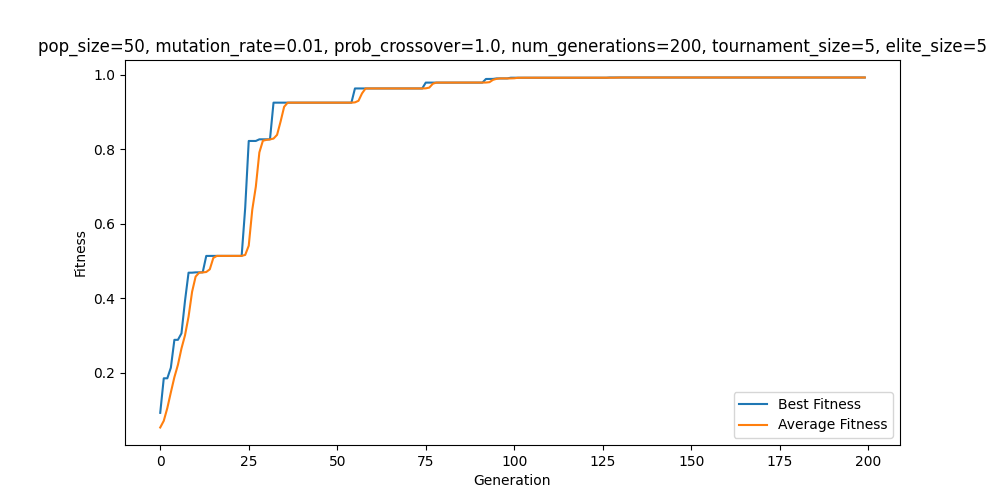 pop_size=50, mutation_rate=0.01, prob_crossover=1.0, num_generations=200, tournament_size=5, elite_size=5
1.0
0.8
0.6
0.4
0.2
Fitness
Best Fitness
Average Fitness
0 25 50 75 100 125 150 175 200
Generation